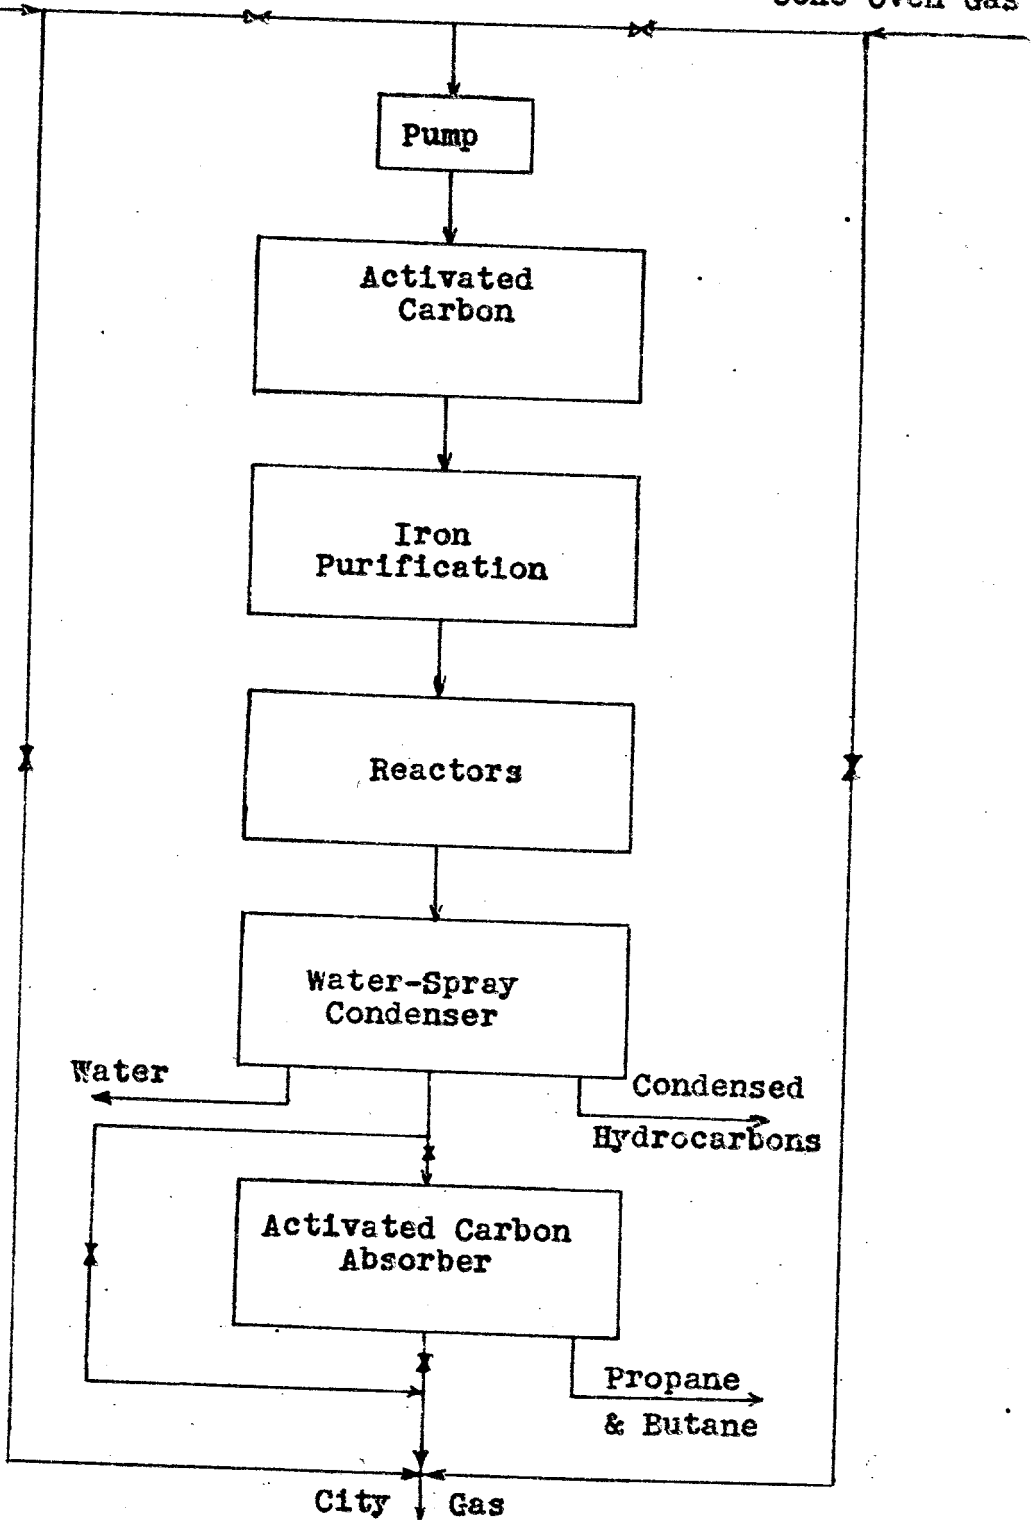 Oven Gas
Pump
Activated
Carbon
Iron
Purification
Reactors
Water-Spray
Condenser
Water
Condensed
Hydrocarbons
Activated Carbon
Absorber
Propane
& Butane
City Gas